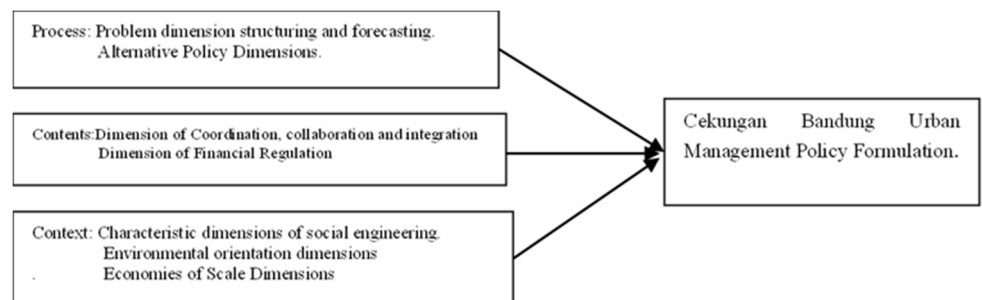 Process: Problem dimension structuring and forecasting.
Alternative Policy Dimensions.
Contents:Dimension of Coordination, collaboration and integration
Dimension of Financial Regulation
Context: Characteristic dimensions of social engineering.
Environmental orientation dimensions
. Economies of Scale Dimensions
Cekungan Bandung Urban
Management Policy Formulation.